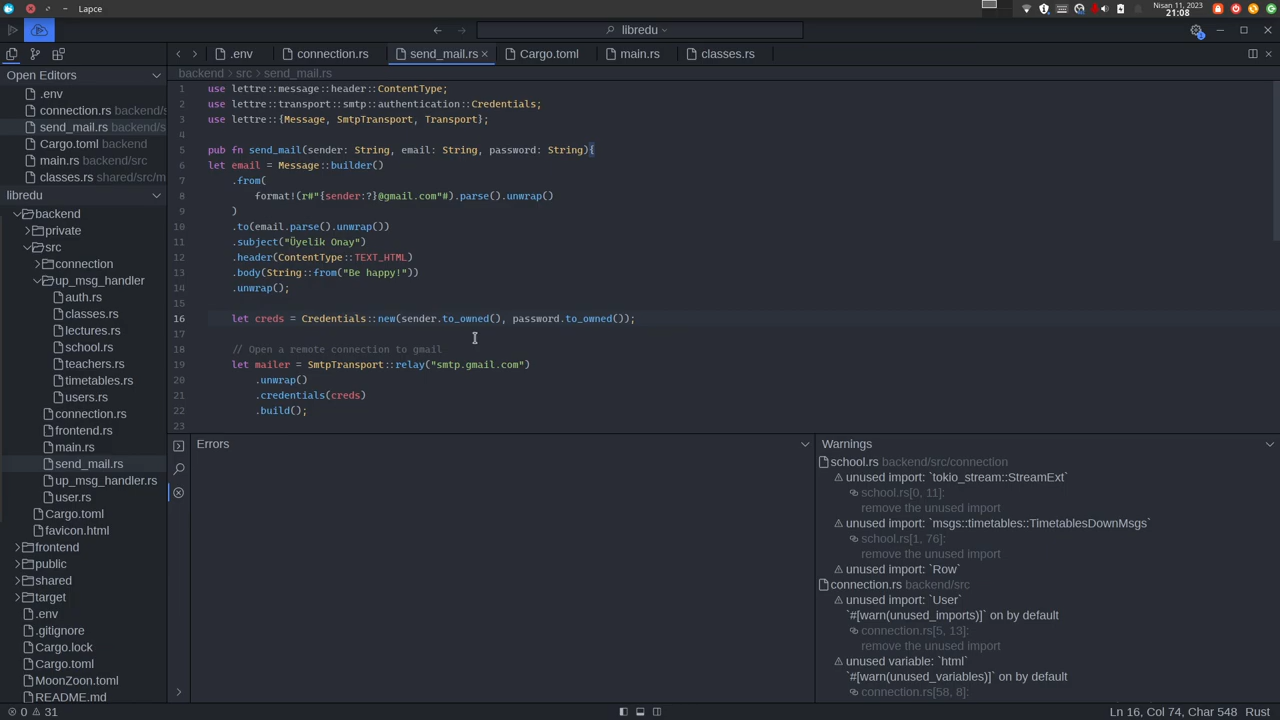 Lapce
Nisan 11, 2023
21:08
libredu
.env
connection.rs
send_mail.rs
Cargo.toml
main.rs
classes.rs
Open Editors
.env
connection.rs backend/s
send_mail.rs backend/s
Cargo.toml backend
main.rs backend/src
classes.rs shared/src/m
libredu
backend
private
src
connection
up_msg_handler
auth.rs
classes.rs
lectures.rs
school.rs
teachers.rs
timetables.rs
users.rs
connection.rs
frontend.rs
main.rs
send_mail.rs
up_msg_handler.rs
user.rs
Cargo.toml
favicon.html
frontend
public
shared
target
.env
.gitignore
Cargo.lock
Cargo.toml
MoonZoon.toml
README.md
backend > src > send_mail.rs
1 use lettre::message::header::ContentType;
2 use lettre::transport::smtp::authentication::Credentials;
3 use lettre::{Message, SmtpTransport, Transport};
4
5 pub fn send_mail(sender: String, email: String, password: String){
6 let email = Message::builder()
7 .from(
8 format!(r#"{sender:?}@gmail.com"#).parse().unwrap()
9 )
10 .to(email.parse().unwrap())
11 .subject("Üyelik Onay")
12 .header(ContentType::TEXT_HTML)
13 .body(String::from("Be happy!"))
14 .unwrap();
15
16 let creds = Credentials::new(sender.to_owned(), password.to_owned());
17
18 // Open a remote connection to gmail
19 let mailer = SmtpTransport::relay("smtp.gmail.com")
20 .unwrap()
21 .credentials(creds)
22 .build();
23
Errors
Warnings
school.rs backend/src/connection
unused import: `tokio_stream::StreamExt`
school.rs[0, 11]:
remove the unused import
unused import: `msgs::timetables::TimetablesDownMsgs`
school.rs[1, 76]:
remove the unused import
unused import: `Row`
connection.rs backend/src
unused import: `User`
`#[warn(unused_imports)]` on by default
connection.rs[5, 13]:
remove the unused import
unused variable: `html`
`#[warn(unused_variables)]` on by default
connection.rs[58, 8]:
0 31
Ln 16, Col 74, Char 548 Rust